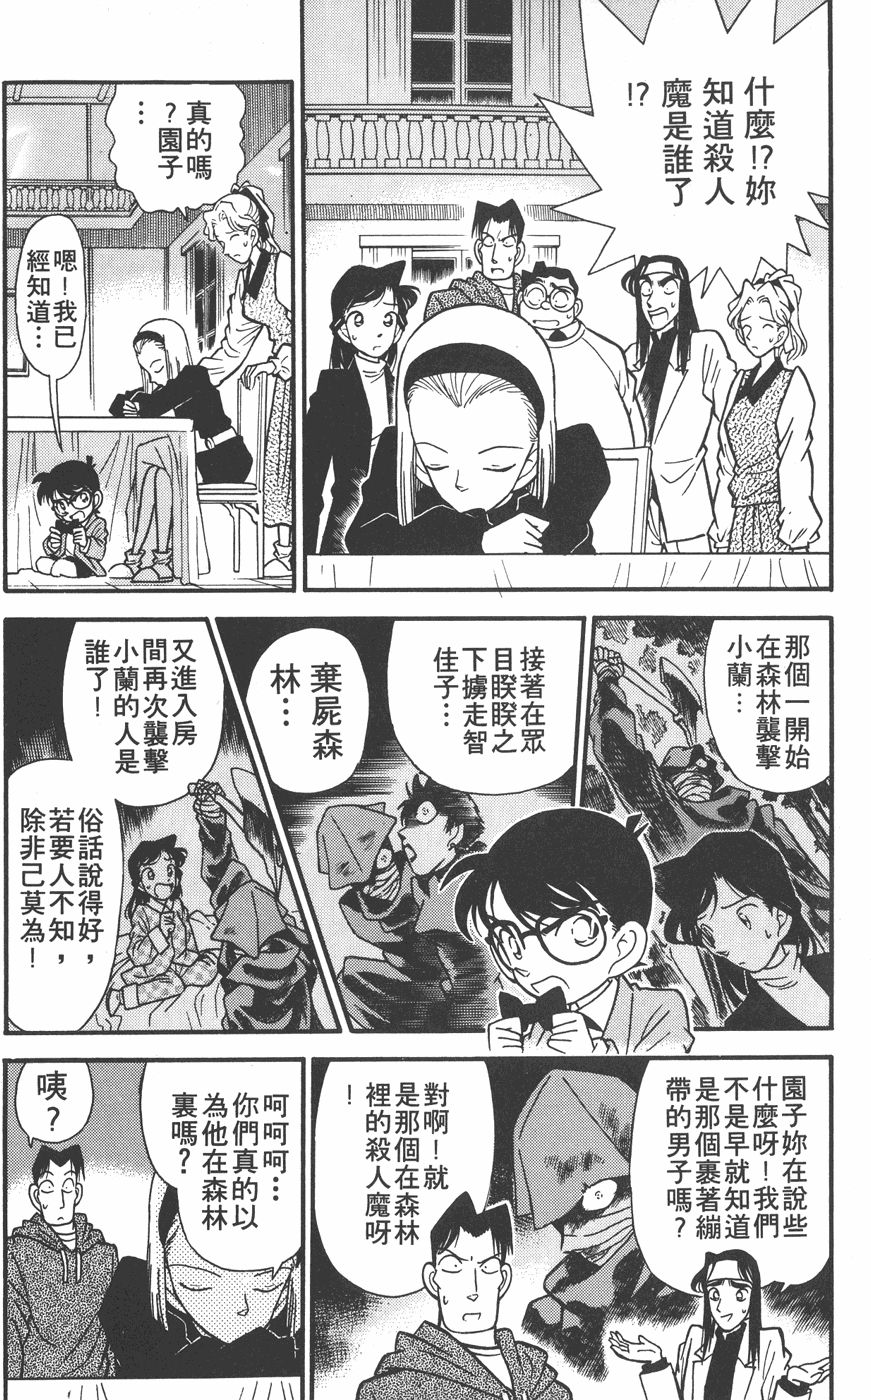 什麼!?妳
知道殺人
魔是誰了
!?
真的嗎
?園子
…
嗯!我已
經知道…
那個一開始
在森林襲擊
小蘭…
接著在眾
目睽睽之
下擄走智
佳子…
棄屍森
林…
又進入房
間再次襲擊
小蘭的人是
誰了!
俗話說得好,
若要人不知,
除非己莫為!
園子妳在說些
什麼呀!我們
不是早就知道
是那個裹著繃
帶的男子嗎?
對啊!就
是那個在森林
裡的殺人魔呀
!
呵呵呵…
你們真的以
為他在森林
裏嗎?
咦?